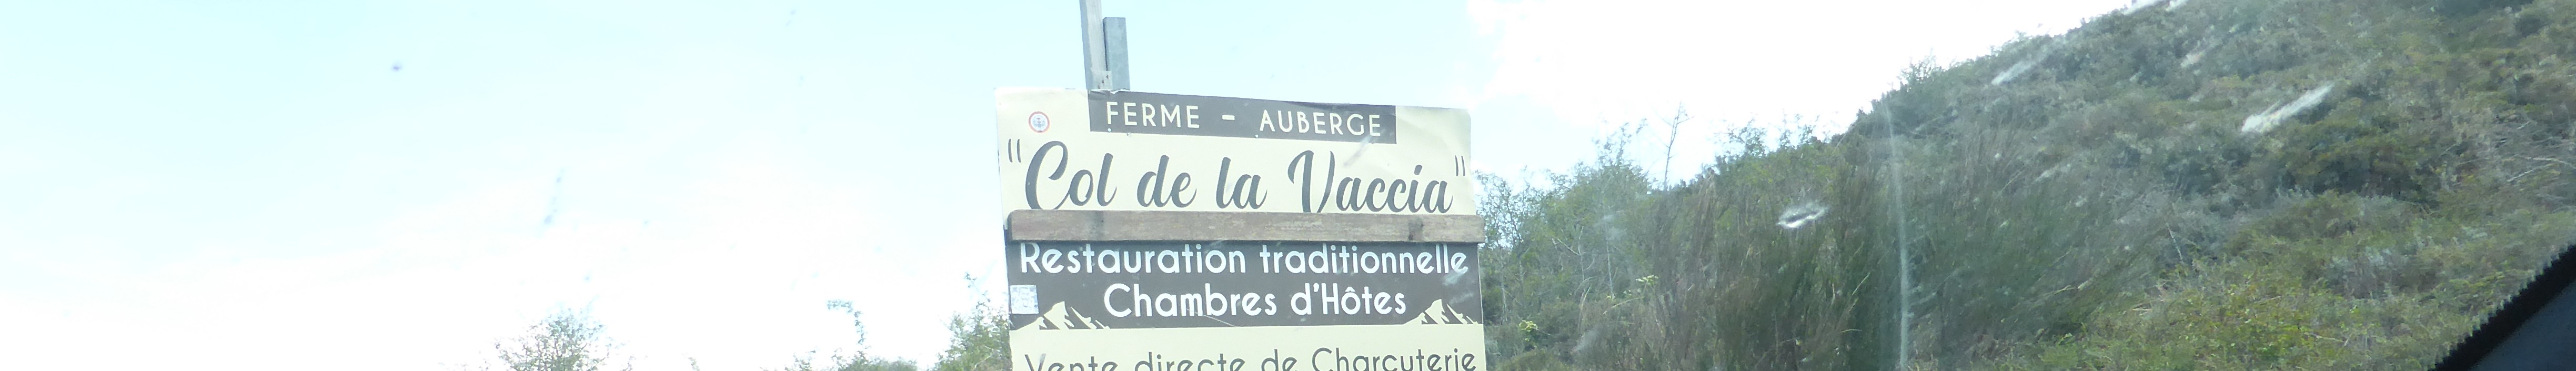 FERME - AUBERGE
"Col de la Vaccia"
Restauration traditionnelle
Chambres d'Hôtes
Vente directe de Charcuterie